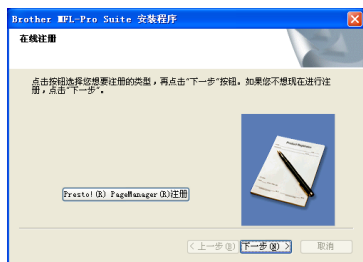 Brother MFL-Pro Suite 安装程序
在线注册
点击按钮选择您想要注册的类型，再点击“下一步”按钮。如果您不想现在进行注
册，点击“下一步”。
Presto! (R) PageManager (R)注册
< 上一步(B) 下一步(N) > 取消